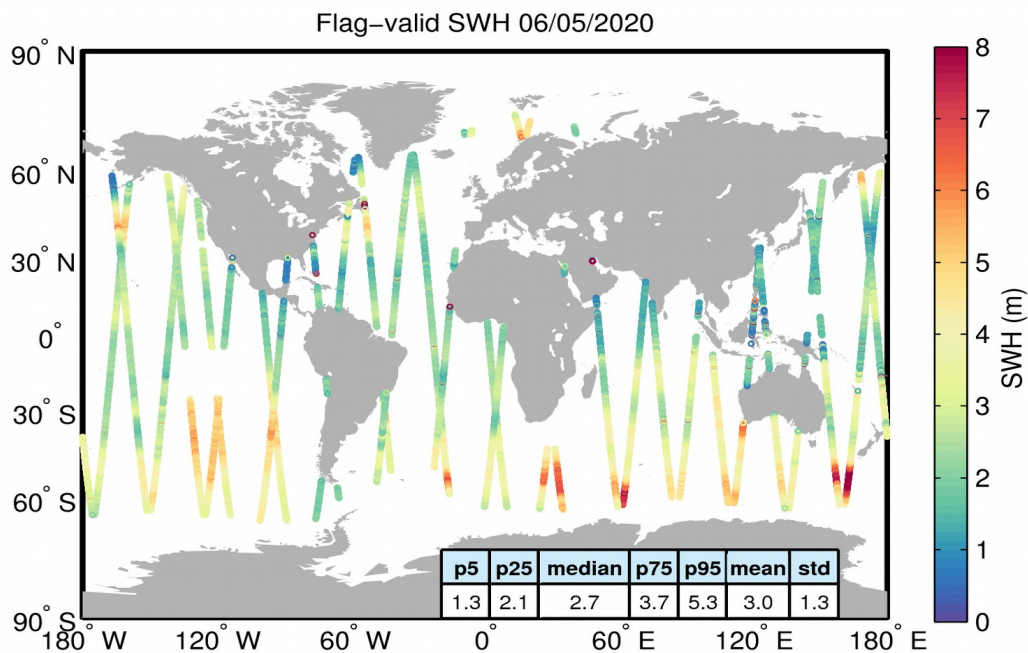 Flag−valid SWH 06/05/2020
90° N
60° N
30° N
0°
30° S
60° S
90° S
180° W
120° W
60° W
0°
60° E
120° E
180° E
8
7
6
5
4
3
2
1
0
SWH (m)
p5 p25 median p75 p95 mean std
1.3 2.1 2.7 3.7 5.3 3.0 1.3